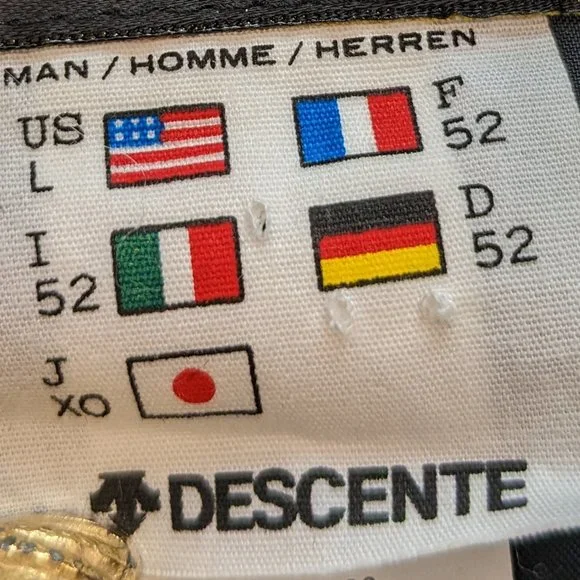 MAN / HOMME / HERREN
US
L
F
52
I
52
D
52
J
XO
DESCENTE